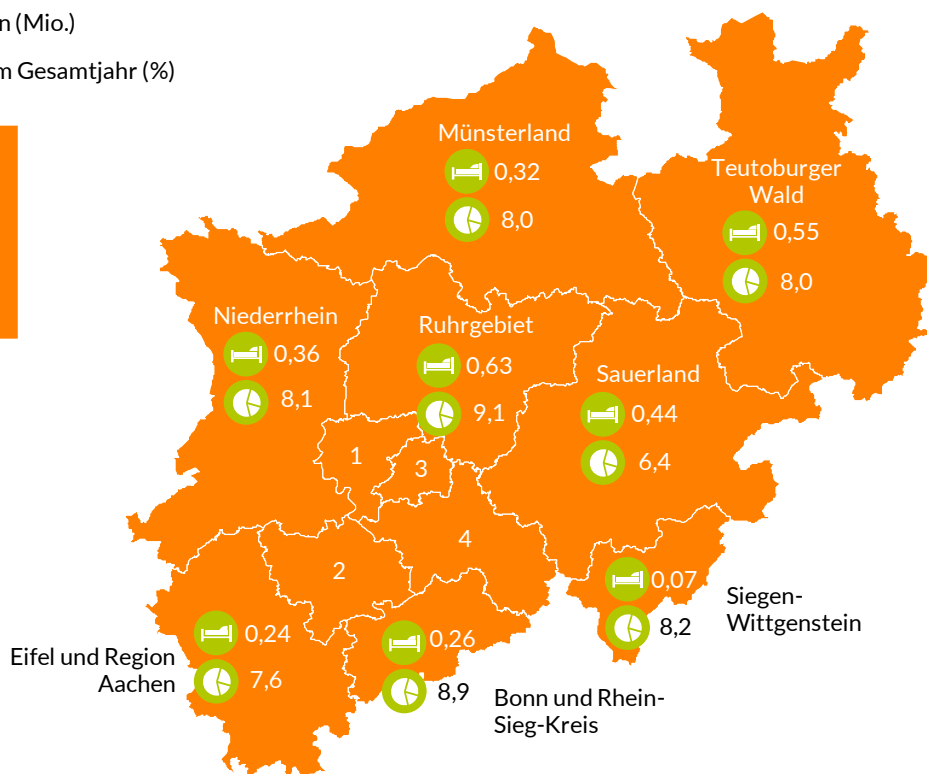 n (Mio.)
m Gesamtjahr (%)
Münsterland
0,32
8,0
Teutoburger
Wald
0,55
8,0
Niederrhein
0,36
8,1
Ruhrgebiet
0,63
9,1
Sauerland
0,44
6,4
1
3
4
2
0,07
8,2
Siegen-
Wittgenstein
Eifel und Region
Aachen
0,24
7,6
0,26
8,9
Bonn und Rhein-
Sieg-Kreis